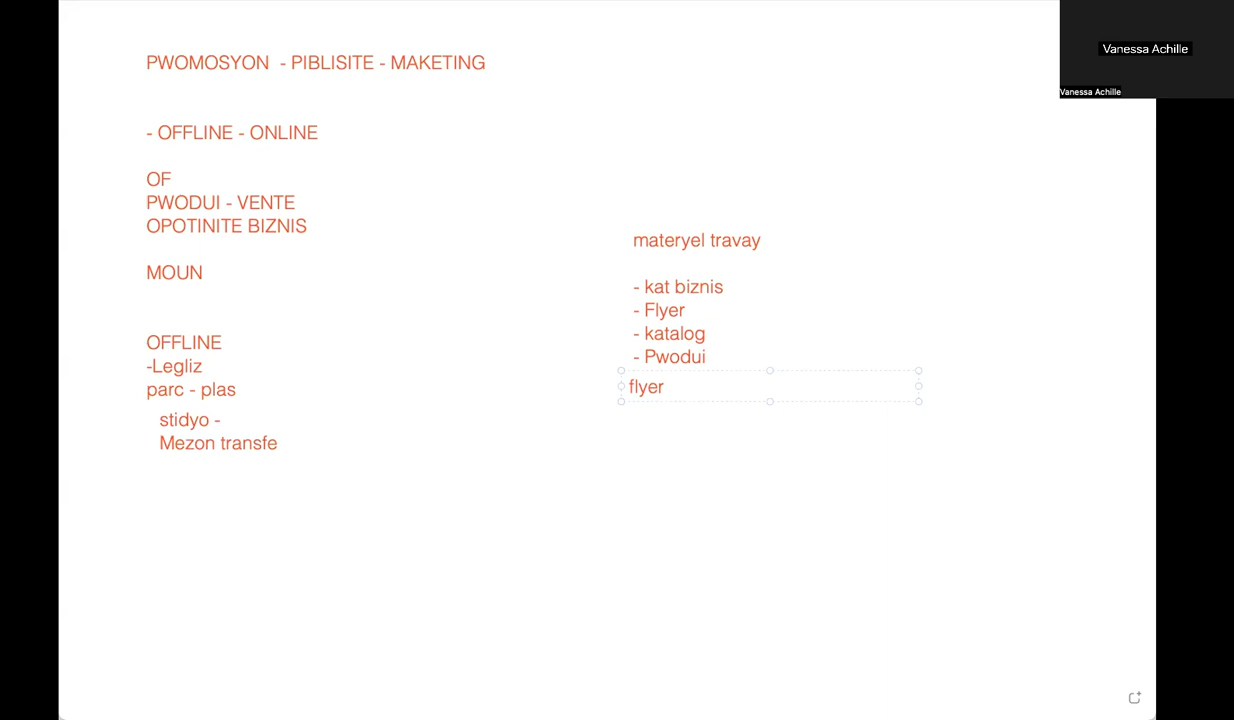 PWOMOSYON - PIBLISITE - MAKETING
- OFFLINE - ONLINE
OF
PWODUI - VENTE
OPOTINITE BIZNIS
MOUN
OFFLINE
-Legliz
parc - plas
stidyo -
Mezon transfe
materyel travay
- kat biznis
- Flyer
- katalog
- Pwodui
flyer
Vanessa Achille
Vanessa Achille